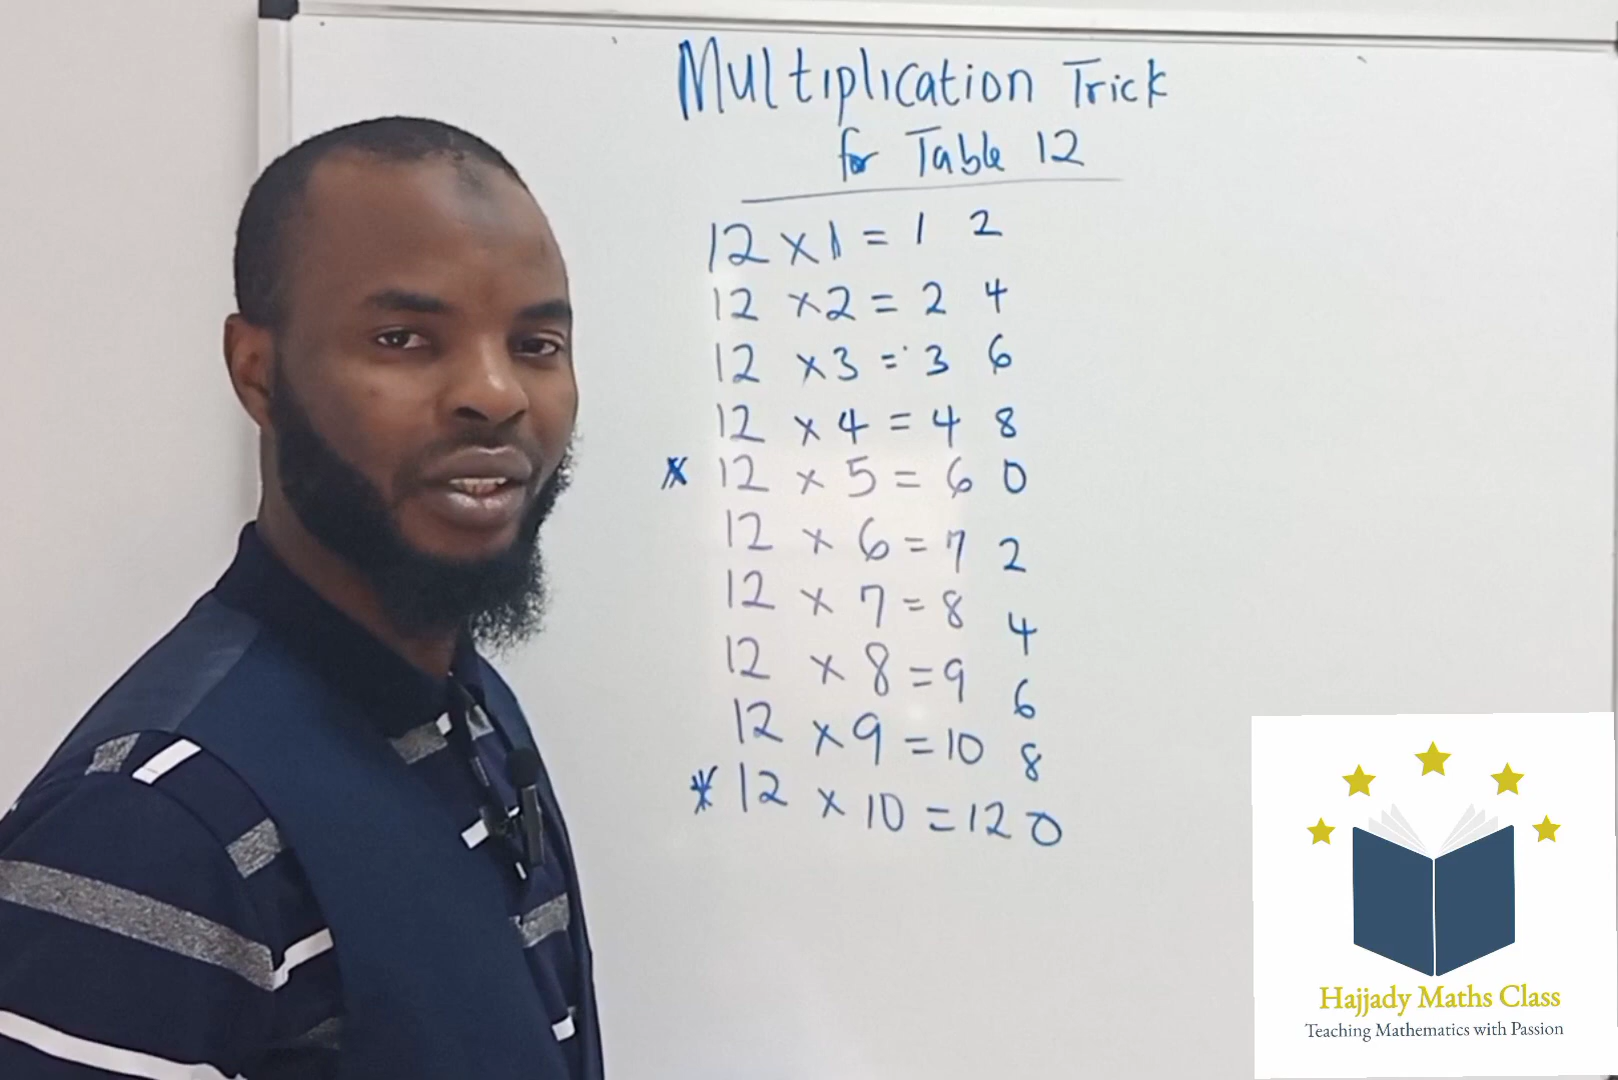 Multiplication Trick
for Table 12
12 × 1 = 1 2
12 × 2 = 2 4
12 × 3 = 3 6
12 × 4 = 4 8
* 12 × 5 = 6 0
12 × 6 = 7 2
12 × 7 = 8 4
12 × 8 = 9 6
12 × 9 = 10 8
* 12 × 10 = 12 0
Hajjady Maths Class
Teaching Mathematics with Passion